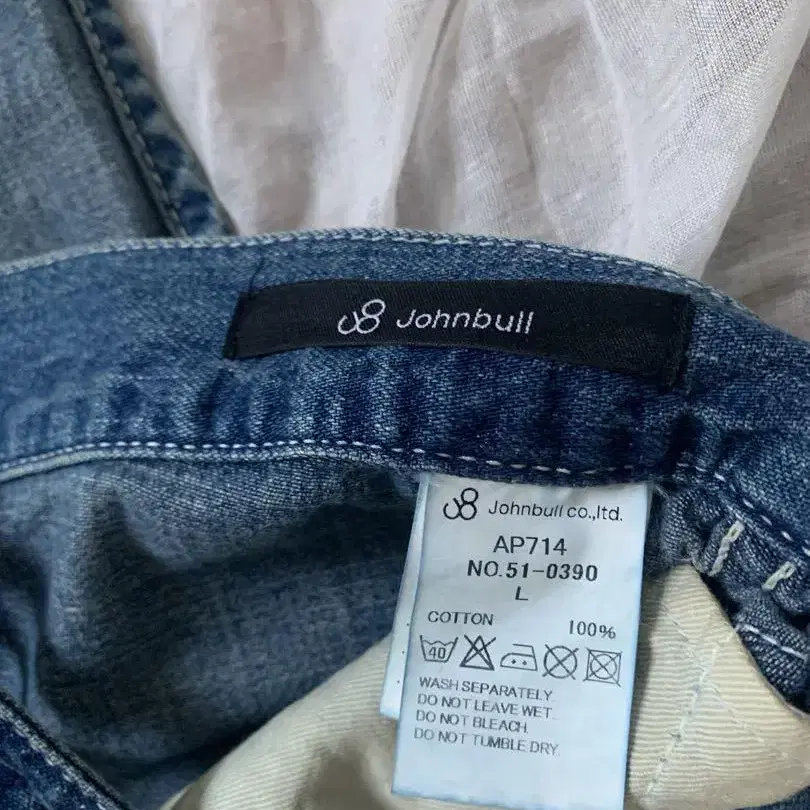 Johnbull
Johnbull co.,ltd.
AP714
NO.51-0390
L
COTTON 100%
40
WASH SEPARATELY
DO NOT LEAVE WET.
DO NOT BLEACH.
DO NOT TUMBLE DRY.